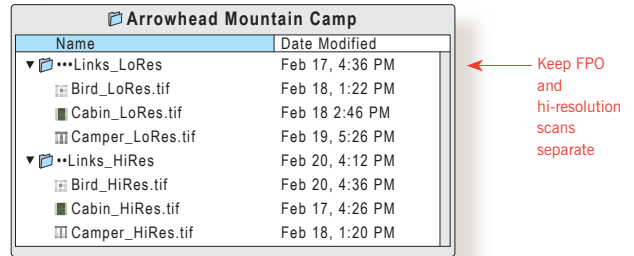 Arrowhead Mountain Camp
Name Date Modified
▼ •••Links_LoRes Feb 17, 4:36 PM
Bird_LoRes.tif Feb 18, 1:22 PM
Cabin_LoRes.tif Feb 18 2:46 PM
Camper_LoRes.tif Feb 19, 5:26 PM
▼ ••Links_HiRes Feb 20, 4:12 PM
Bird_HiRes.tif Feb 20, 4:36 PM
Cabin_HiRes.tif Feb 17, 4:26 PM
Camper_HiRes.tif Feb 18, 1:20 PM
Keep FPO
and
hi-resolution
scans
separate